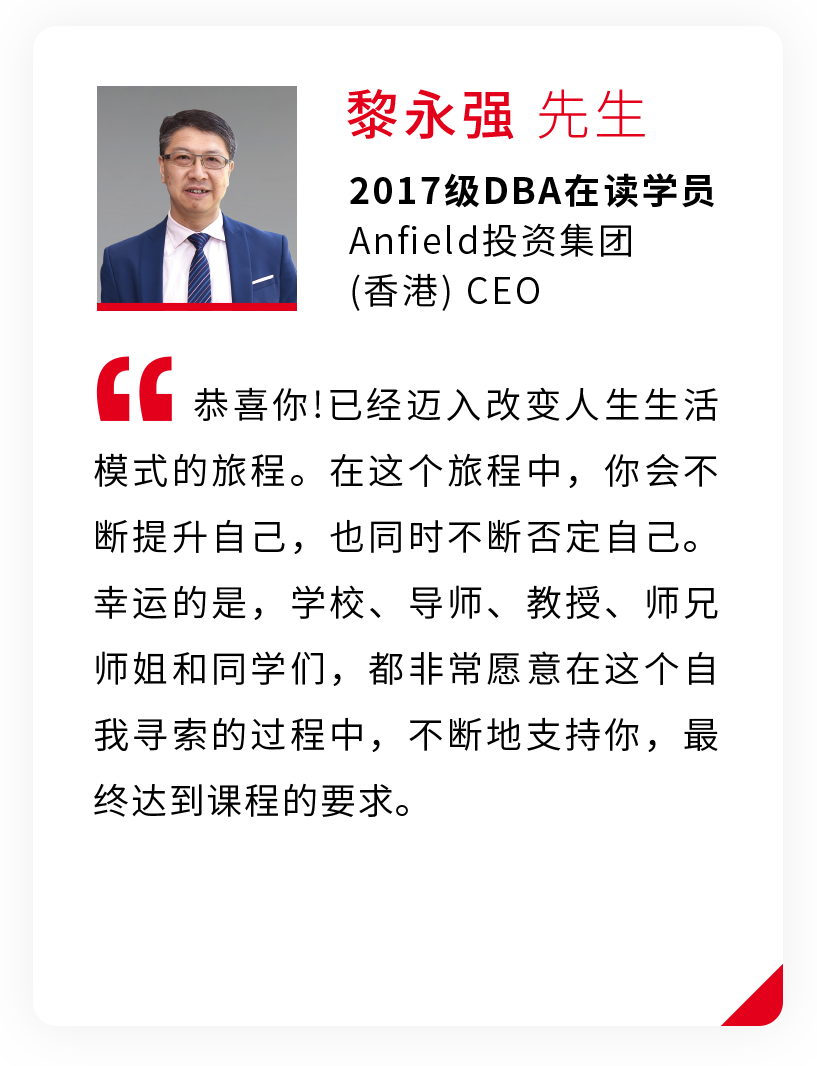 黎永强 先生
2017级DBA在读学员
Anfield投资集团
(香港) CEO
恭喜你!已经迈入改变人生生活
模式的旅程。在这个旅程中，你会不
断提升自己，也同时不断否定自己。
幸运的是，学校、导师、教授、师兄
师姐和同学们，都非常愿意在这个自
我寻索的过程中，不断地支持你，最
终达到课程的要求。